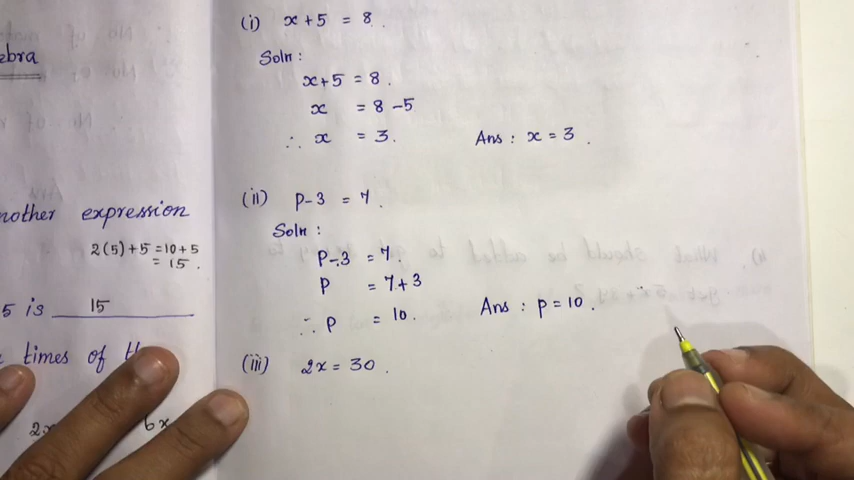 ebra
nother expression
2(5)+5 = 10+5
= 15.
5 is 15
times of
2x 6x
(i) x+5 = 8.
Soln :
x+5 = 8.
x = 8-5
∴ x = 3. Ans : x = 3.
(ii) p-3 = 7.
Soln :
p-3 = 7.
p = 7+3
∴ p = 10. Ans : p = 10.
(iii) 2x = 30.